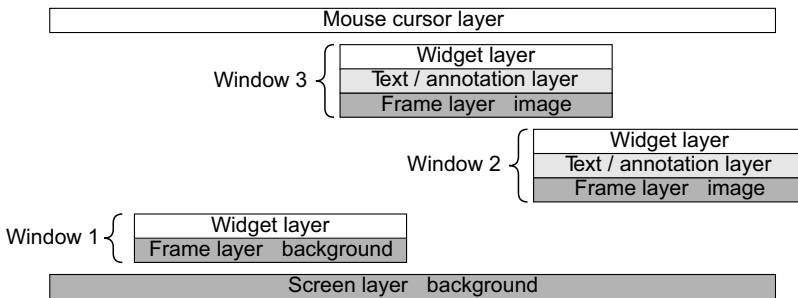 Mouse cursor layer
Widget layer
Window 3
Text / annotation layer
Frame layer image
Widget layer
Window 2
Text / annotation layer
Frame layer image
Widget layer
Window 1
Frame layer background
Screen layer background